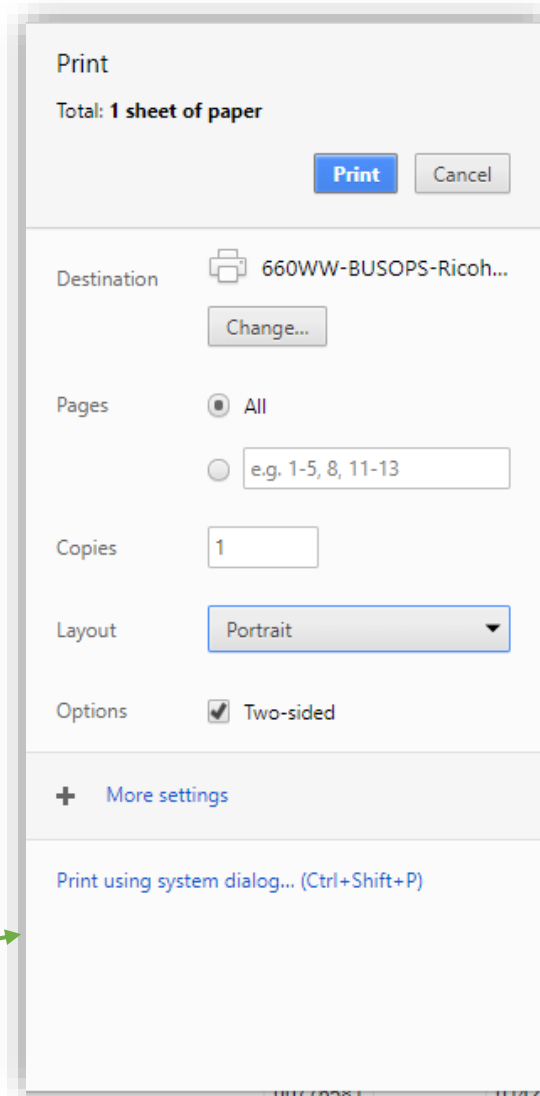 Print
Total: 1 sheet of paper
Print Cancel
Destination 660WW-BUSOPS-Ricoh...
Change...
Pages All
e.g. 1-5, 8, 11-13
Copies 1
Layout Portrait
Options Two-sided
+ More settings
Print using system dialog... (Ctrl+Shift+P)